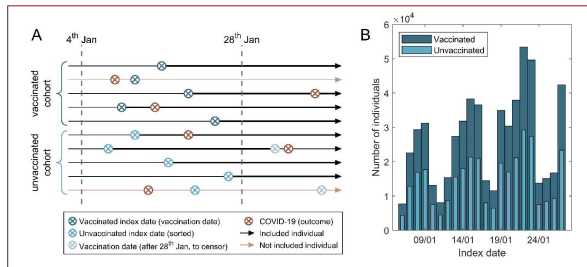 A
4th Jan
28th Jan
vaccinated
cohort
unvaccinated
cohort
Vaccinated index date (vaccination date)
Unvaccinated index date (sorted)
Vaccination date (after 28th Jan, to censor)
COVID-19 (outcome)
Included individual
Not included individual
B
6 ×10⁴
Vaccinated
Unvaccinated
5
4
3
2
1
0
Number of individuals
09/01 14/01 19/01 24/01
Index date